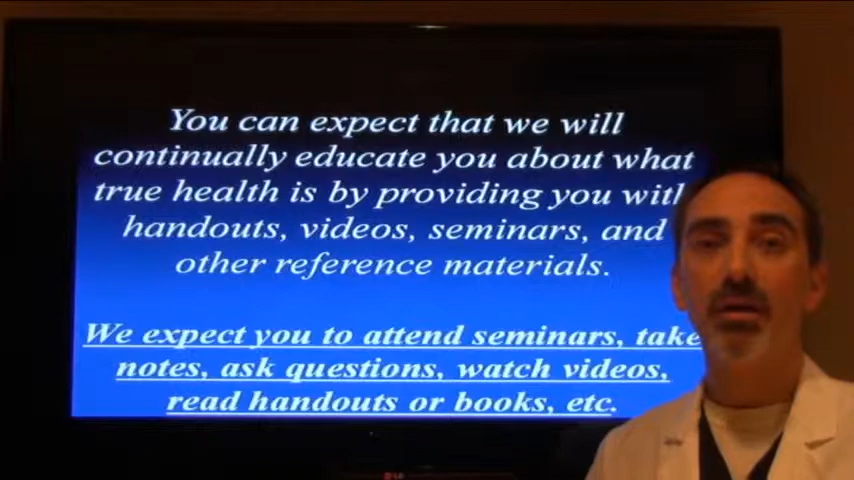 You can expect that we will
continually educate you about what
true health is by providing you with
handouts, videos, seminars, and
other reference materials.
We expect you to attend seminars, take
notes, ask questions, watch videos,
read handouts or books, etc.
LG